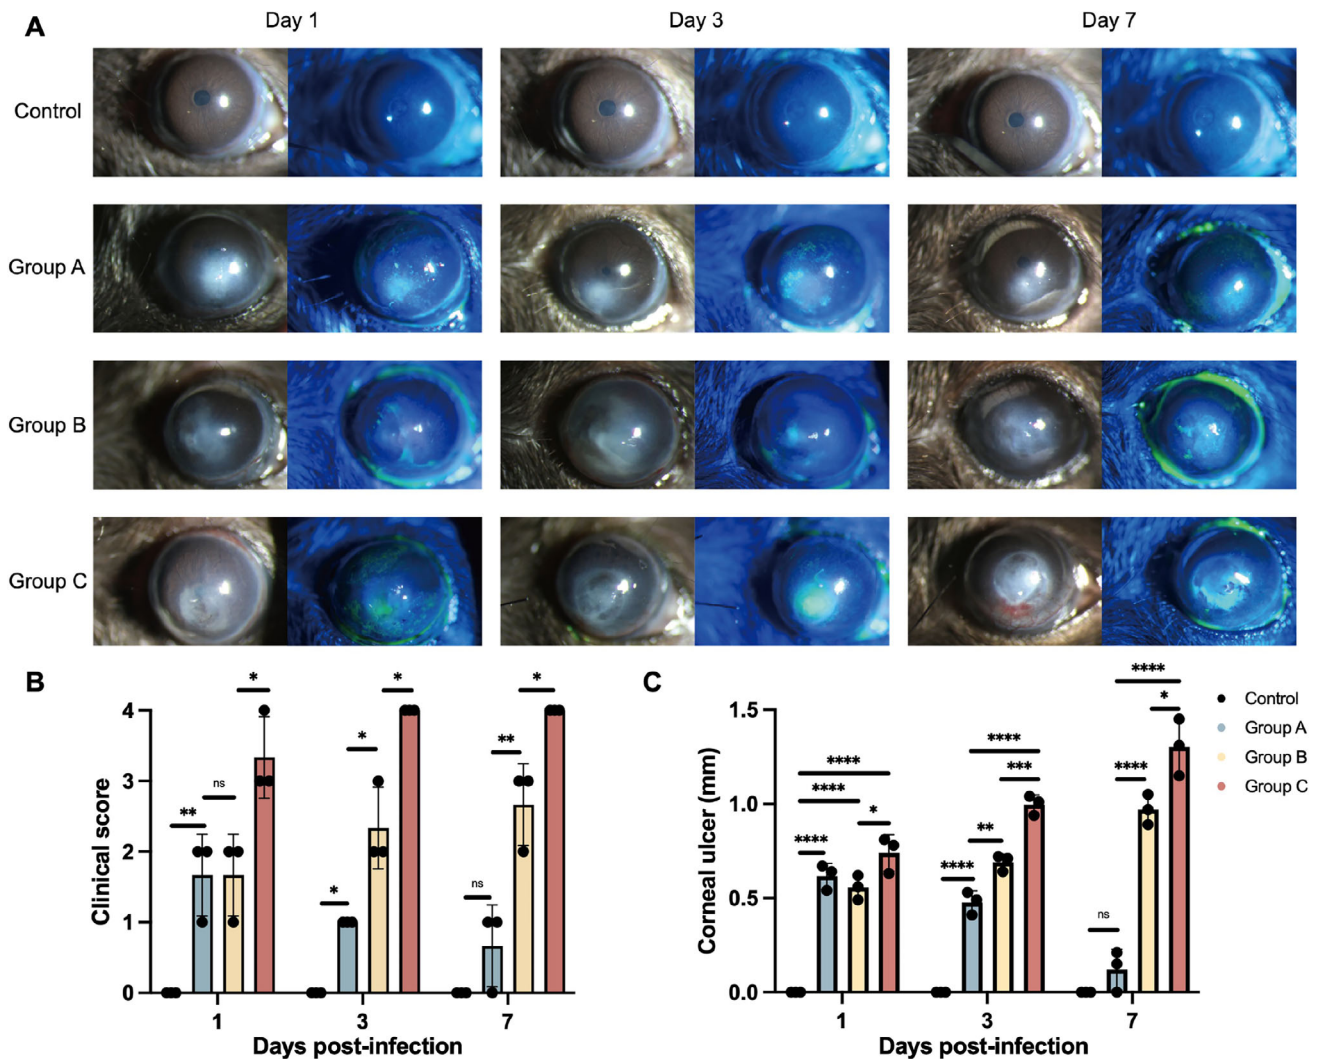 A
Day 1
Day 3
Day 7
Control
Group A
Group B
Group C
B
Clinical score
4
3
2
1
0
**
ns
*
*
*
*
ns
**
*
1
3
7
Days post-infection
C
Corneal ulcer (mm)
1.5
1.0
0.5
0.0
****
****
****
*
****
**
***
****
ns
****
*
****
1
3
7
Days post-infection
Control
Group A
Group B
Group C